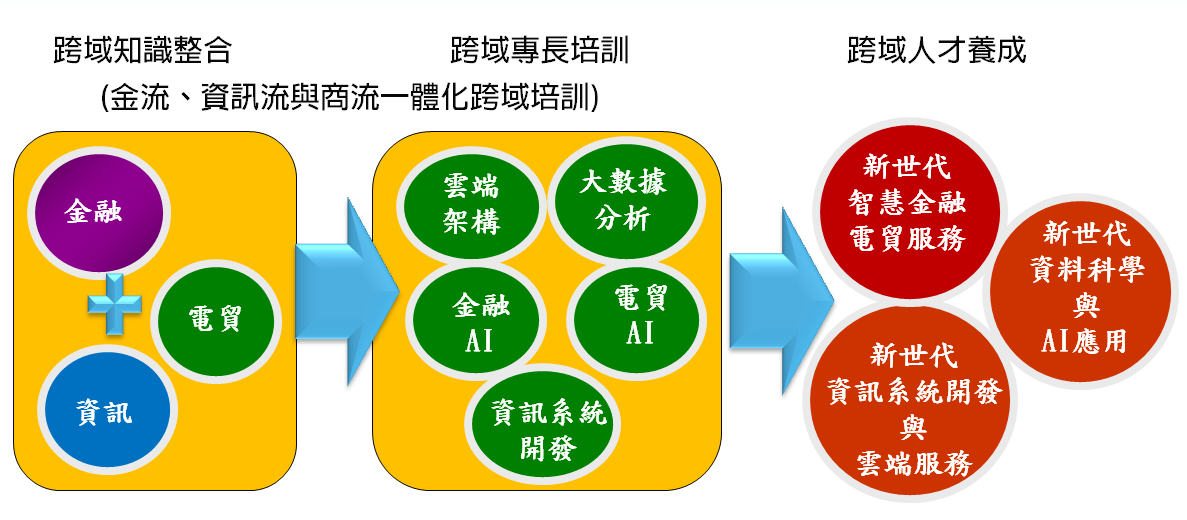 跨域知識整合
跨域專長培訓
跨域人才養成
(金流、資訊流與商流一體化跨域培訓)
金融
電貿
資訊
雲端
架構
大數據
分析
金融
AI
電貿
AI
資訊系統
開發
新世代
智慧金融
電貿服務
新世代
資料科學
與
AI應用
新世代
資訊系統開發
與
雲端服務